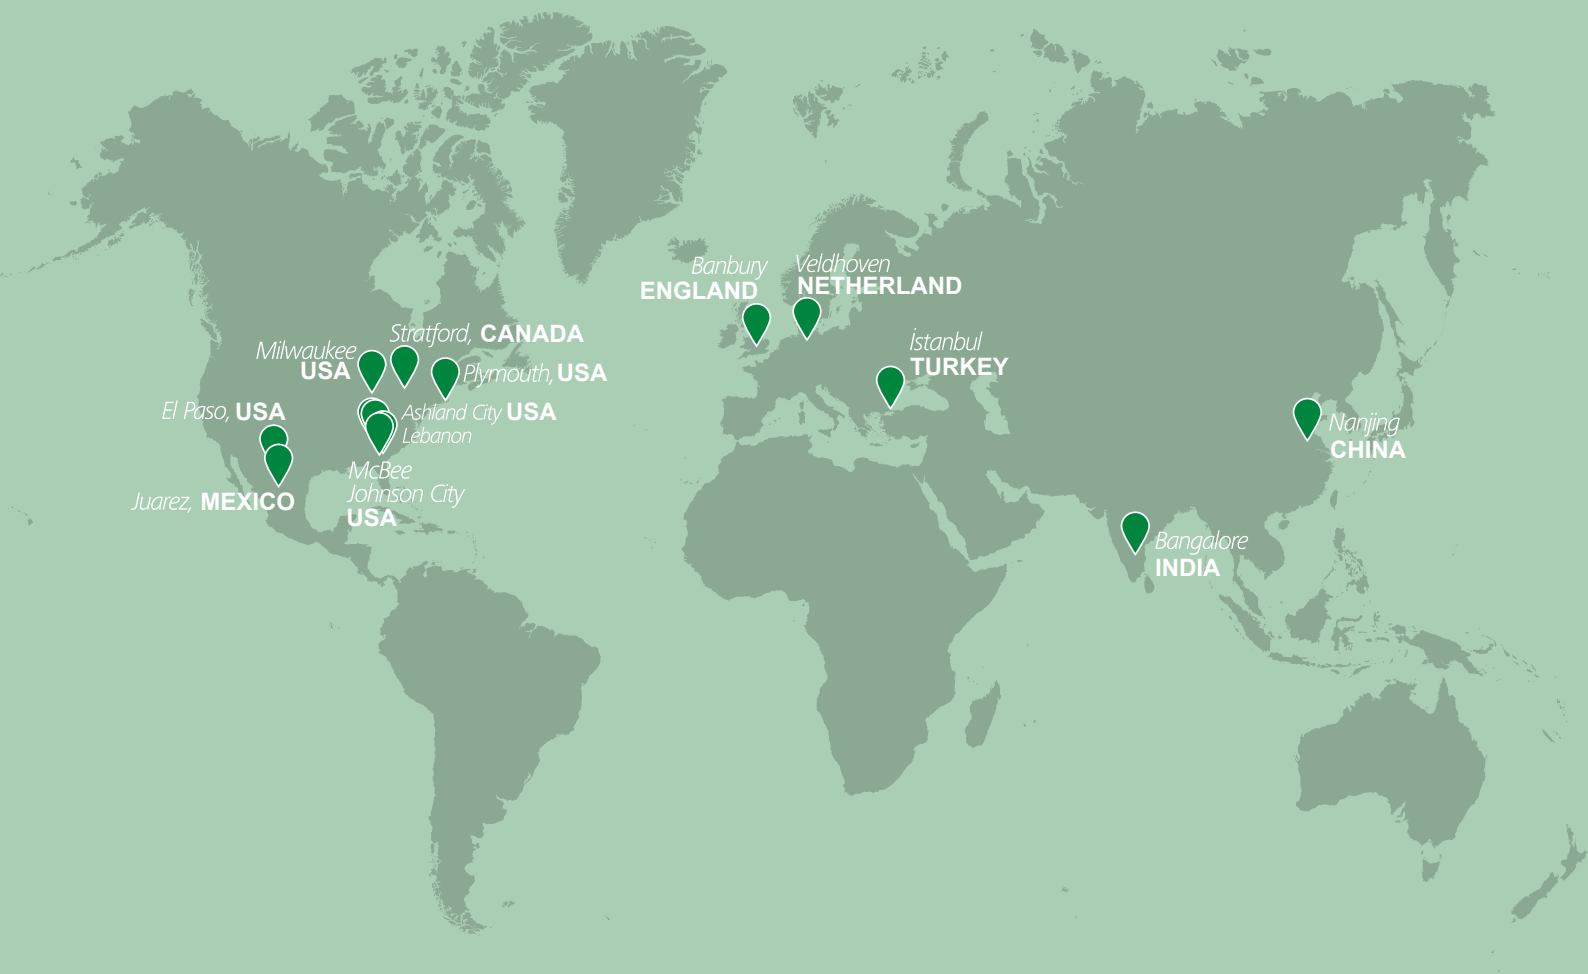 Banbury
ENGLAND
Veldhoven
NETHERLAND
Stratford, CANADA
Milwaukee
USA
Plymouth, USA
İstanbul
TURKEY
El Paso, USA
Ashland City USA
Lebanon
McBee
Johnson City
USA
Juarez, MEXICO
Nanjing
CHINA
Bangalore
INDIA